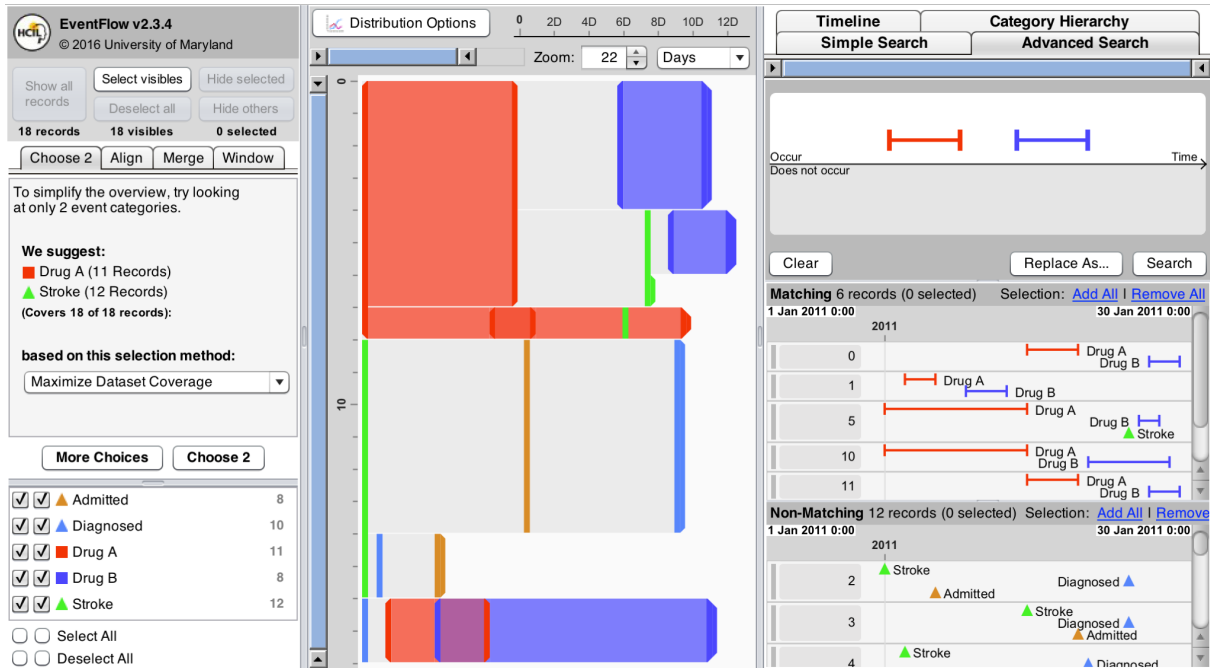 HCIL
EventFlow v2.3.4
© 2016 University of Maryland
Show all
records
Select visibles
Hide selected
Deselect all
Hide others
18 records 18 visibles 0 selected
Choose 2 Align Merge Window
To simplify the overview, try looking
at only 2 event categories.
We suggest:
Drug A (11 Records)
Stroke (12 Records)
(Covers 18 of 18 records):
based on this selection method:
Maximize Dataset Coverage
More Choices Choose 2
Admitted 8
Diagnosed 10
Drug A 11
Drug B 8
Stroke 12
Select All
Deselect All
Distribution Options
0 2D 4D 6D 8D 10D 12D
Zoom: 22 Days
0
10
Timeline Category Hierarchy
Simple Search Advanced Search
Occur Time
Does not occur
Clear Replace As... Search
Matching 6 records (0 selected) Selection: Add All | Remove All
1 Jan 2011 0:00 30 Jan 2011 0:00
2011
0 Drug A
Drug B
1 Drug A
Drug B
5 Drug A
Drug B
Stroke
10 Drug A
Drug B
11 Drug A
Drug B
Non-Matching 12 records (0 selected) Selection: Add All | Remove
1 Jan 2011 0:00 30 Jan 2011 0:00
2011
2 Stroke
Diagnosed
Admitted
3 Stroke
Diagnosed
Admitted
4 Stroke
Diagnosed